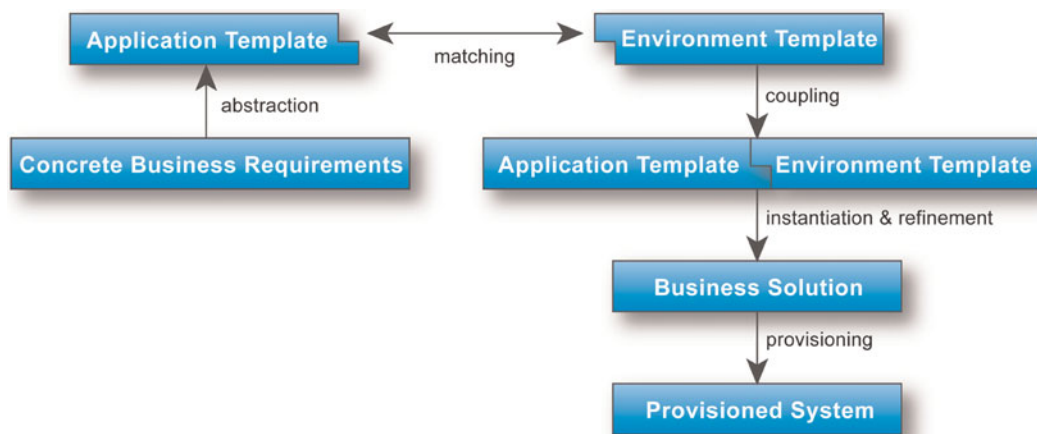 Application Template
Environment Template
matching
abstraction
coupling
Concrete Business Requirements
Application Template
Environment Template
instantiation & refinement
Business Solution
provisioning
Provisioned System